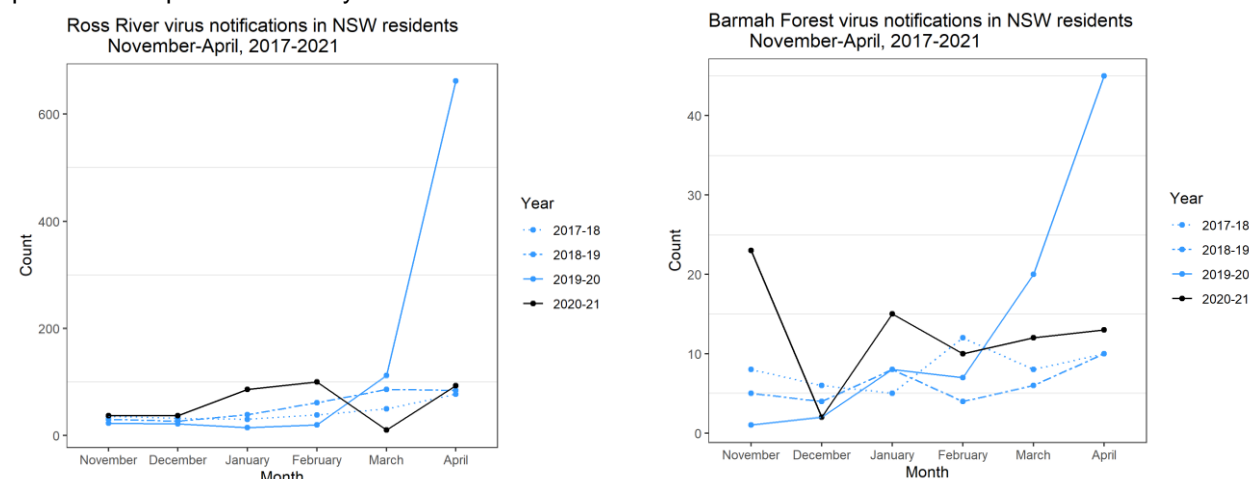 Ross River virus notifications in NSW residents
November-April, 2017-2021
600
400
200
0
Count
November December January February March April
Month
Year
2017-18
2018-19
2019-20
2020-21
Barmah Forest virus notifications in NSW residents
November-April, 2017-2021
40
30
20
10
0
Count
November December January February March April
Month
Year
2017-18
2018-19
2019-20
2020-21